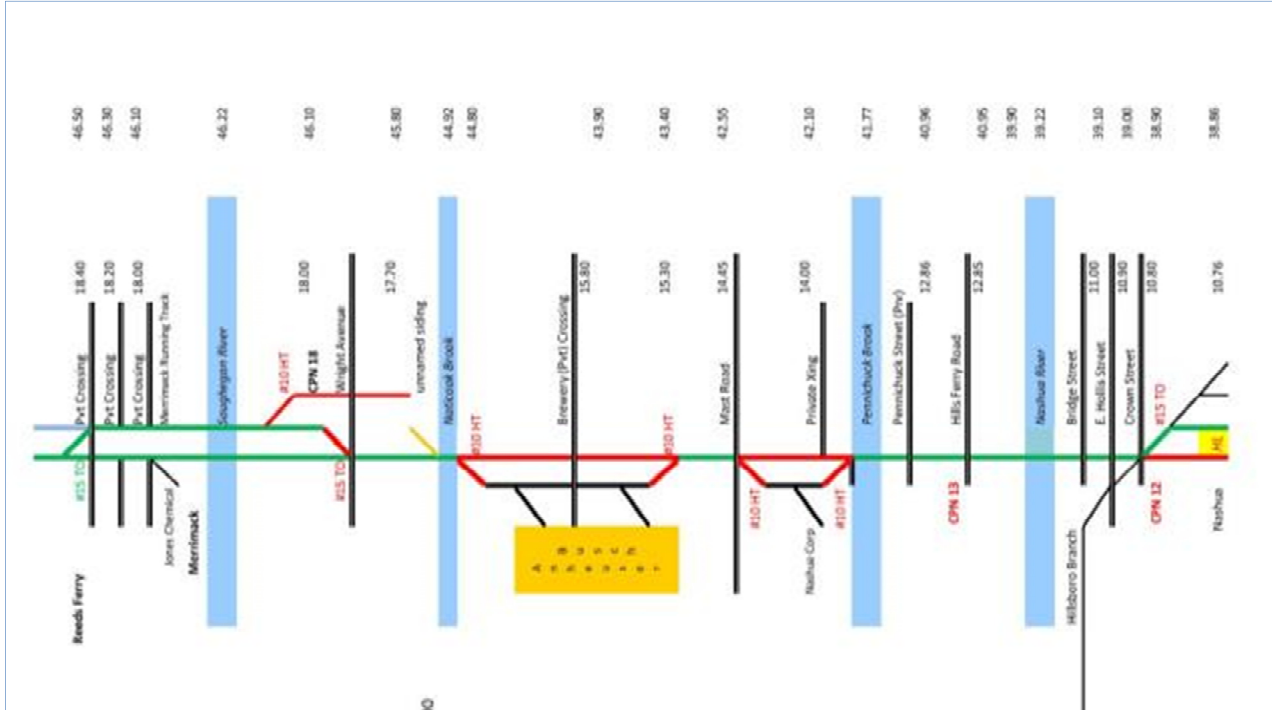 46.50
46.30
46.10
46.22
46.10
45.80
44.92
44.80
43.90
43.40
42.55
42.10
41.77
40.96
40.95
39.90
39.22
39.10
39.00
38.90
38.86
18.40
18.20
18.00
18.00
17.70
15.80
15.30
14.45
14.00
12.86
12.85
11.00
10.90
10.80
10.76
Pvt Crossing
Pvt Crossing
Pvt Crossing
Merrimack Running Track
Souhegan River
#10 HT
CPN 18
Wright Avenue
unnamed siding
Naticook Brook
#10 HT
Brewery (Pvt) Crossing
#10 HT
Mast Road
Private Xing
Pennichuck Brook
Pennichuck Street (Priv)
Hills Ferry Road
Nashua River
Bridge Street
E. Hollis Street
Crown Street
#15 TO
ML
#15 TO
Jones Chemical
#15 TO
Anheuser
Busch
#10 HT
Nashua Corp
#10 HT
CPN 13
CPN 12
Nashua
Reeds Ferry
Merrimack
Hillsboro Branch